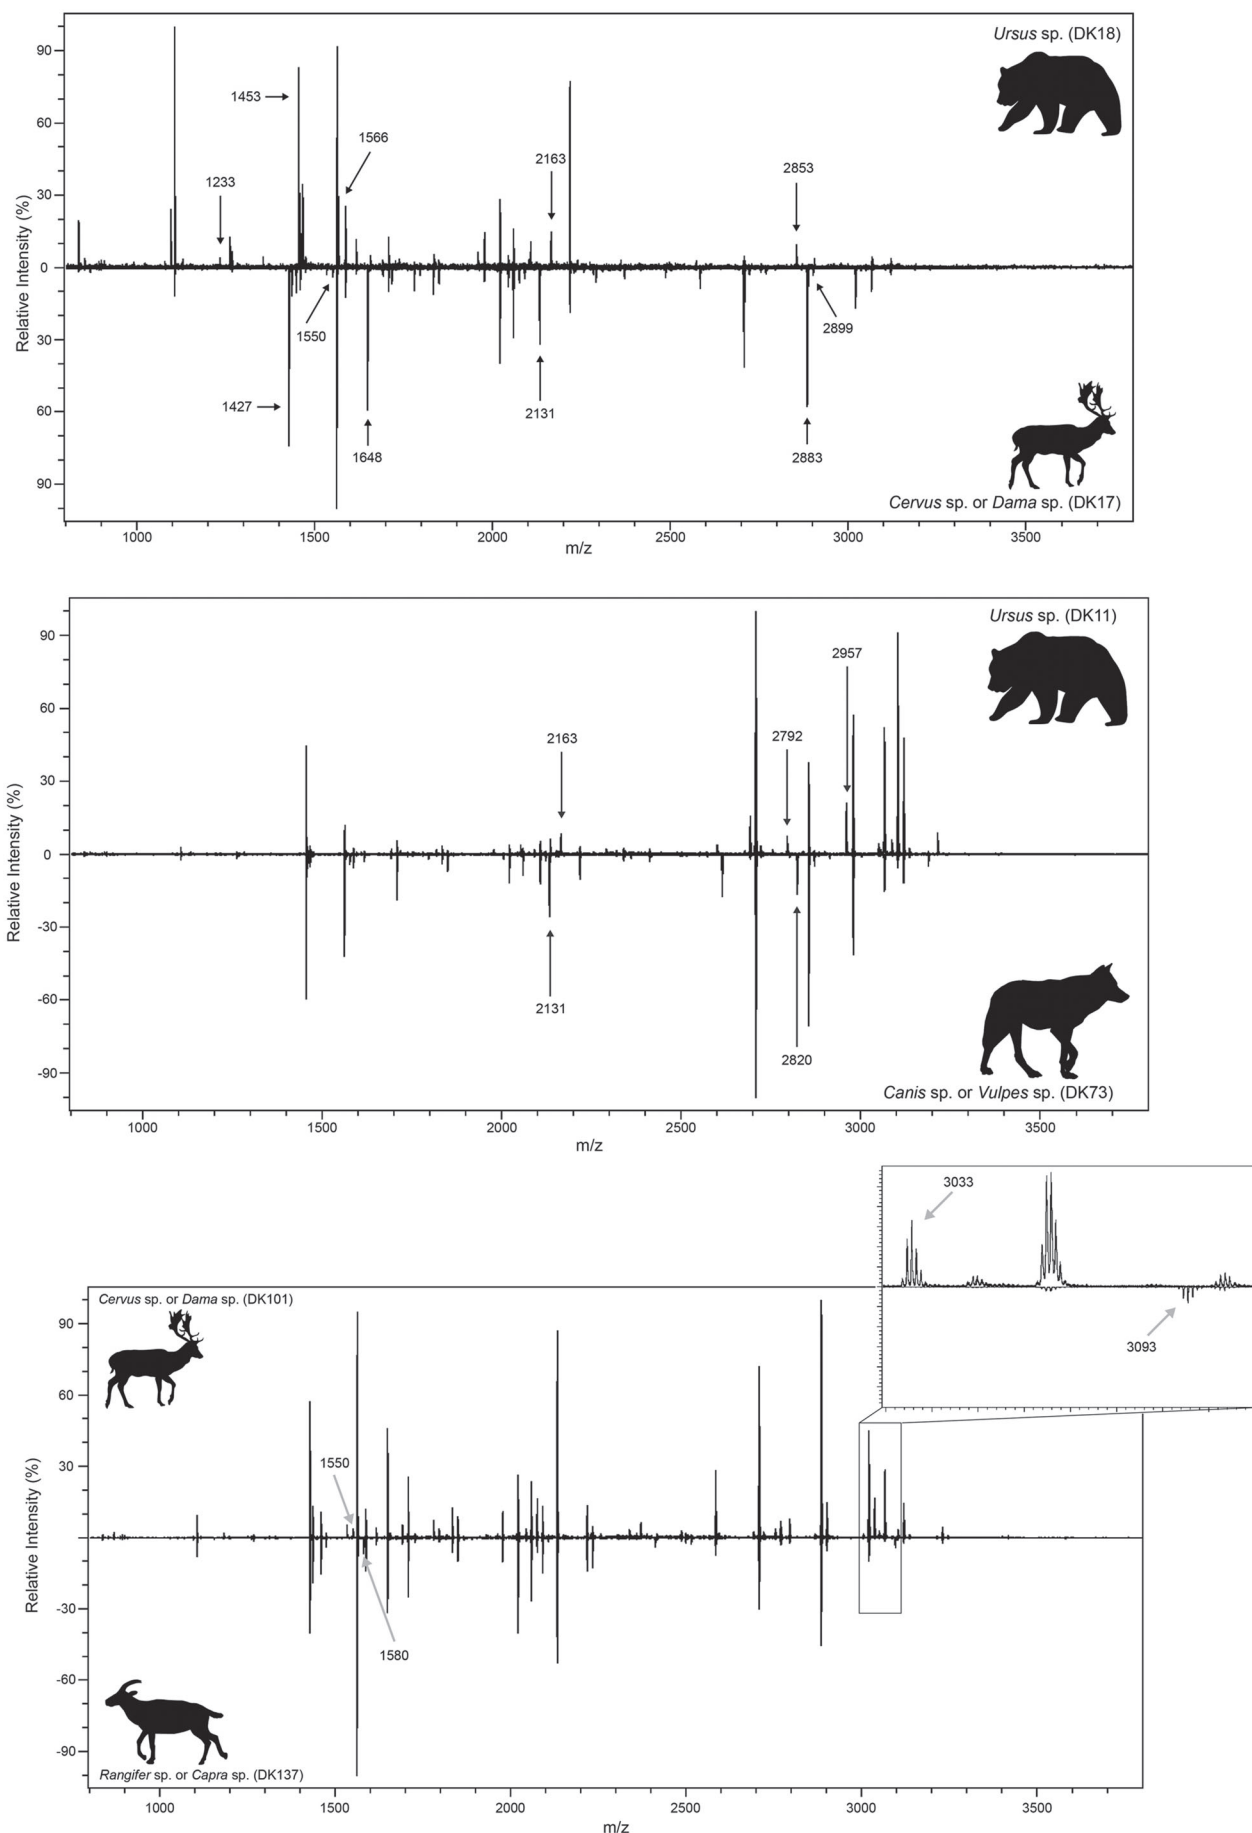 Ursus sp. (DK18)
90
1453
1566
60
2163
2853
1233
30
Relative Intensity (%)
0
1550
2899
30
1427
2131
60
1648
2883
90
Cervus sp. or Dama sp. (DK17)
1000 1500 2000 2500 3000 3500
m/z
Ursus sp. (DK11)
90
2957
60
2163
2792
30
Relative Intensity (%)
0
-30
2131
-60
2820
-90
Canis sp. or Vulpes sp. (DK73)
1000 1500 2000 2500 3000 3500
m/z
3033
3093
Cervus sp. or Dama sp. (DK101)
90
60
1550
30
Relative Intensity (%)
0
-30
1580
-60
-90
Rangifer sp. or Capra sp. (DK137)
1000 1500 2000 2500 3000 3500
m/z